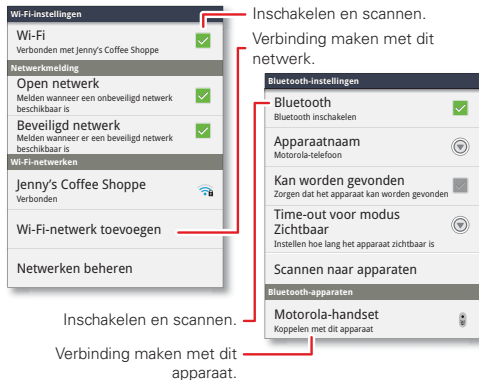 Wi-Fi-instellingen
Wi-Fi
Verbonden met Jenny's Coffee Shoppe
Netwerkmelding
Open netwerk
Melden wanneer een onbeveiligd netwerk
beschikbaar is
Beveiligd netwerk
Melden wanneer er een beveiligd netwerk
beschikbaar is
Wi-Fi-netwerken
Jenny's Coffee Shoppe
Verbonden
Wi-Fi-netwerk toevoegen
Netwerken beheren
Inschakelen en scannen.
Verbinding maken met dit
netwerk.
Bluetooth-instellingen
Bluetooth
Bluetooth inschakelen
Apparaatnaam
Motorola-telefoon
Kan worden gevonden
Zorgen dat het apparaat kan worden gevonden
Time-out voor modus
Zichtbaar
Instellen hoe lang het apparaat zichtbaar is
Scannen naar apparaten
Bluetooth-apparaten
Motorola-handset
Koppelen met dit apparaat
Inschakelen en scannen.
Verbinding maken met dit
apparaat.